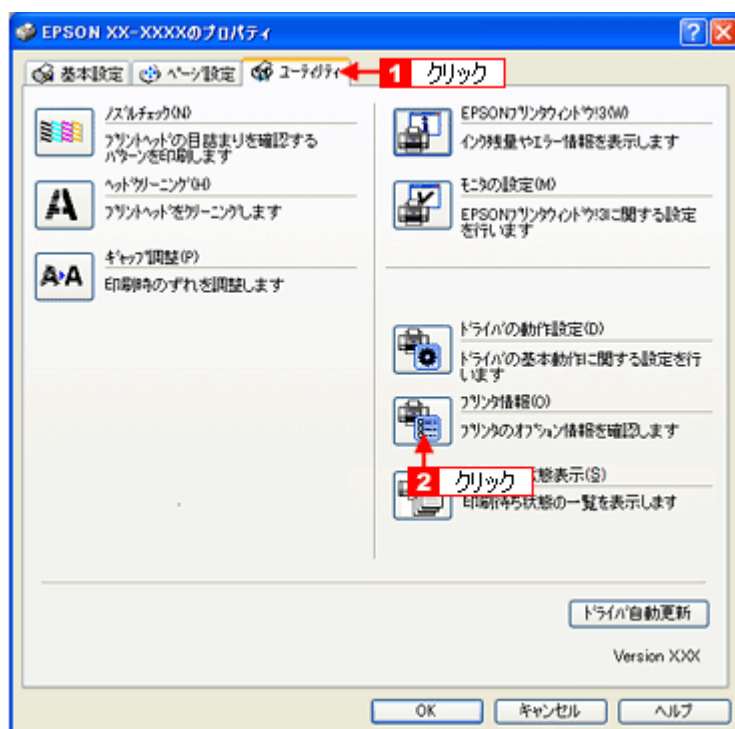 EPSON XX-XXXXのプロパティ
基本設定 ページ設定 ユーティリティ
1 クリック
ノズルチェック(N)
プリントヘッドの目詰まりを確認する
パターンを印刷します
ヘッドクリーニング(H)
プリントヘッドをクリーニングします
ギャップ調整(P)
印刷時のずれを調整します
EPSONプリンタウィンドウ!3(W)
インク残量やエラー情報を表示します
モニタの設定(M)
EPSONプリンタウィンドウ!3に関する設定
を行います
ドライバの動作設定(D)
ドライバの基本動作に関する設定を行
います
プリンタ情報(O)
プリンタのオプション情報を確認します
2 クリック
態表示(S)
印刷待ち状態の一覧を表示します
ドライバ自動更新
Version XXX
OK キャンセル ヘルプ